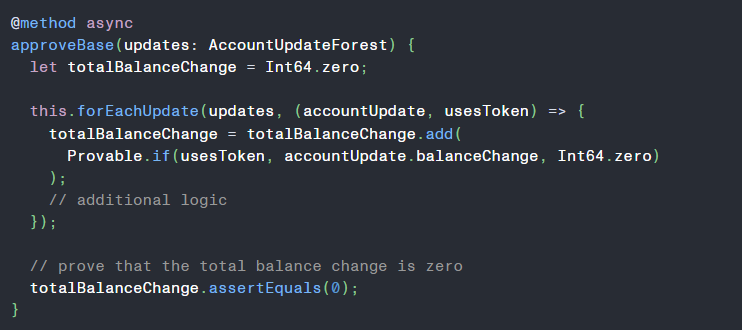 @method async
approveBase(updates: AccountUpdateForest) {
  let totalBalanceChange = Int64.zero;

  this.forEachUpdate(updates, (accountUpdate, usesToken) => {
    totalBalanceChange = totalBalanceChange.add(
      Provable.if(usesToken, accountUpdate.balanceChange, Int64.zero)
    );
    // additional logic
  });

  // prove that the total balance change is zero
  totalBalanceChange.assertEquals(0);
}